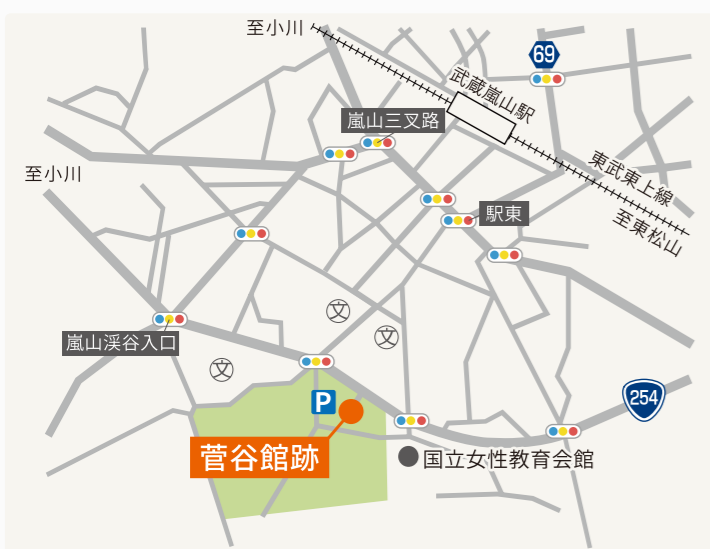 至小川
69
武蔵嵐山駅
嵐山三叉路
東武東上線
至小川
駅東
至東松山
文
文
嵐山渓谷入口
文
P
254
菅谷館跡
国立女性教育会館